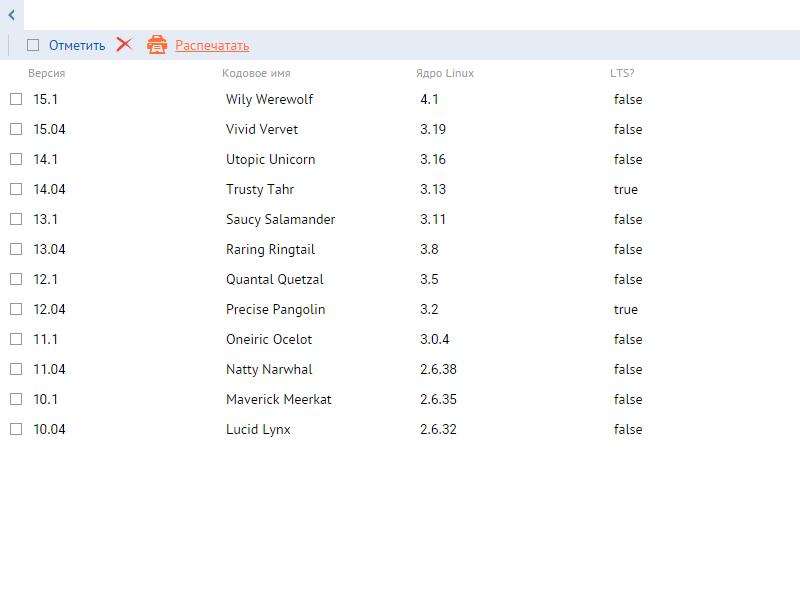 Отметить Распечатать
Версия Кодовое имя Ядро Linux LTS?
15.1 Wily Werewolf 4.1 false
15.04 Vivid Vervet 3.19 false
14.1 Utopic Unicorn 3.16 false
14.04 Trusty Tahr 3.13 true
13.1 Saucy Salamander 3.11 false
13.04 Raring Ringtail 3.8 false
12.1 Quantal Quetzal 3.5 false
12.04 Precise Pangolin 3.2 true
11.1 Oneiric Ocelot 3.0.4 false
11.04 Natty Narwhal 2.6.38 false
10.1 Maverick Meerkat 2.6.35 false
10.04 Lucid Lynx 2.6.32 false